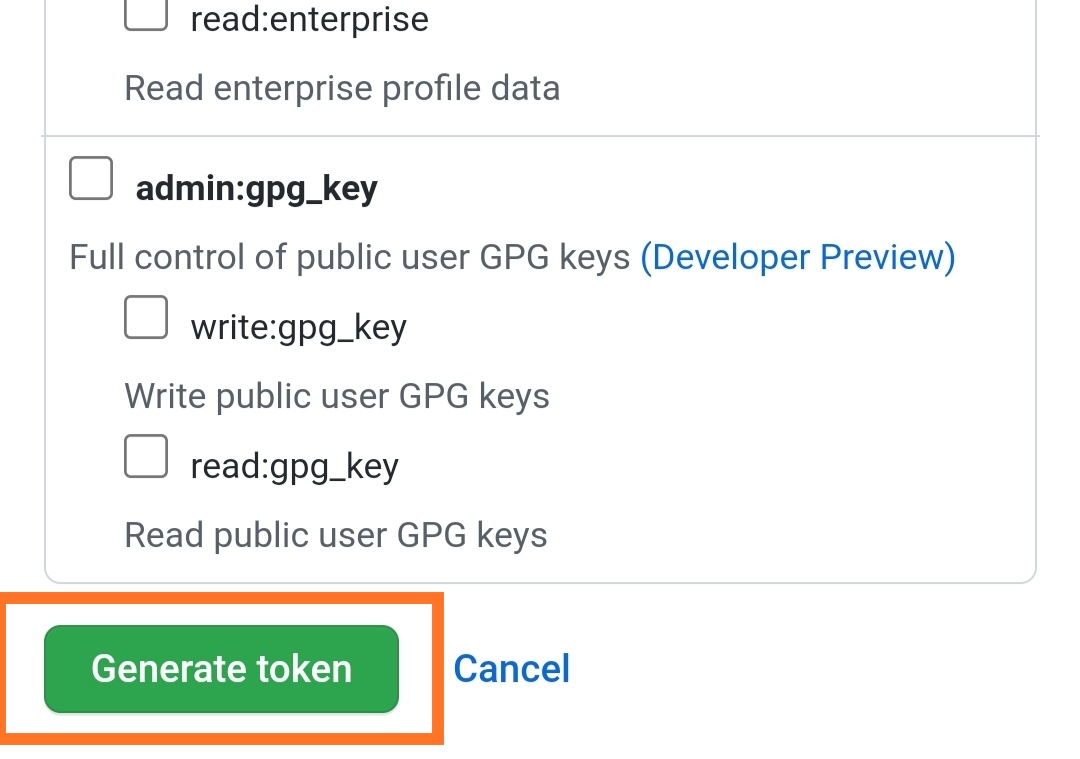 read:enterprise
Read enterprise profile data
admin:gpg_key
Full control of public user GPG keys (Developer Preview)
write:gpg_key
Write public user GPG keys
read:gpg_key
Read public user GPG keys
Generate token Cancel